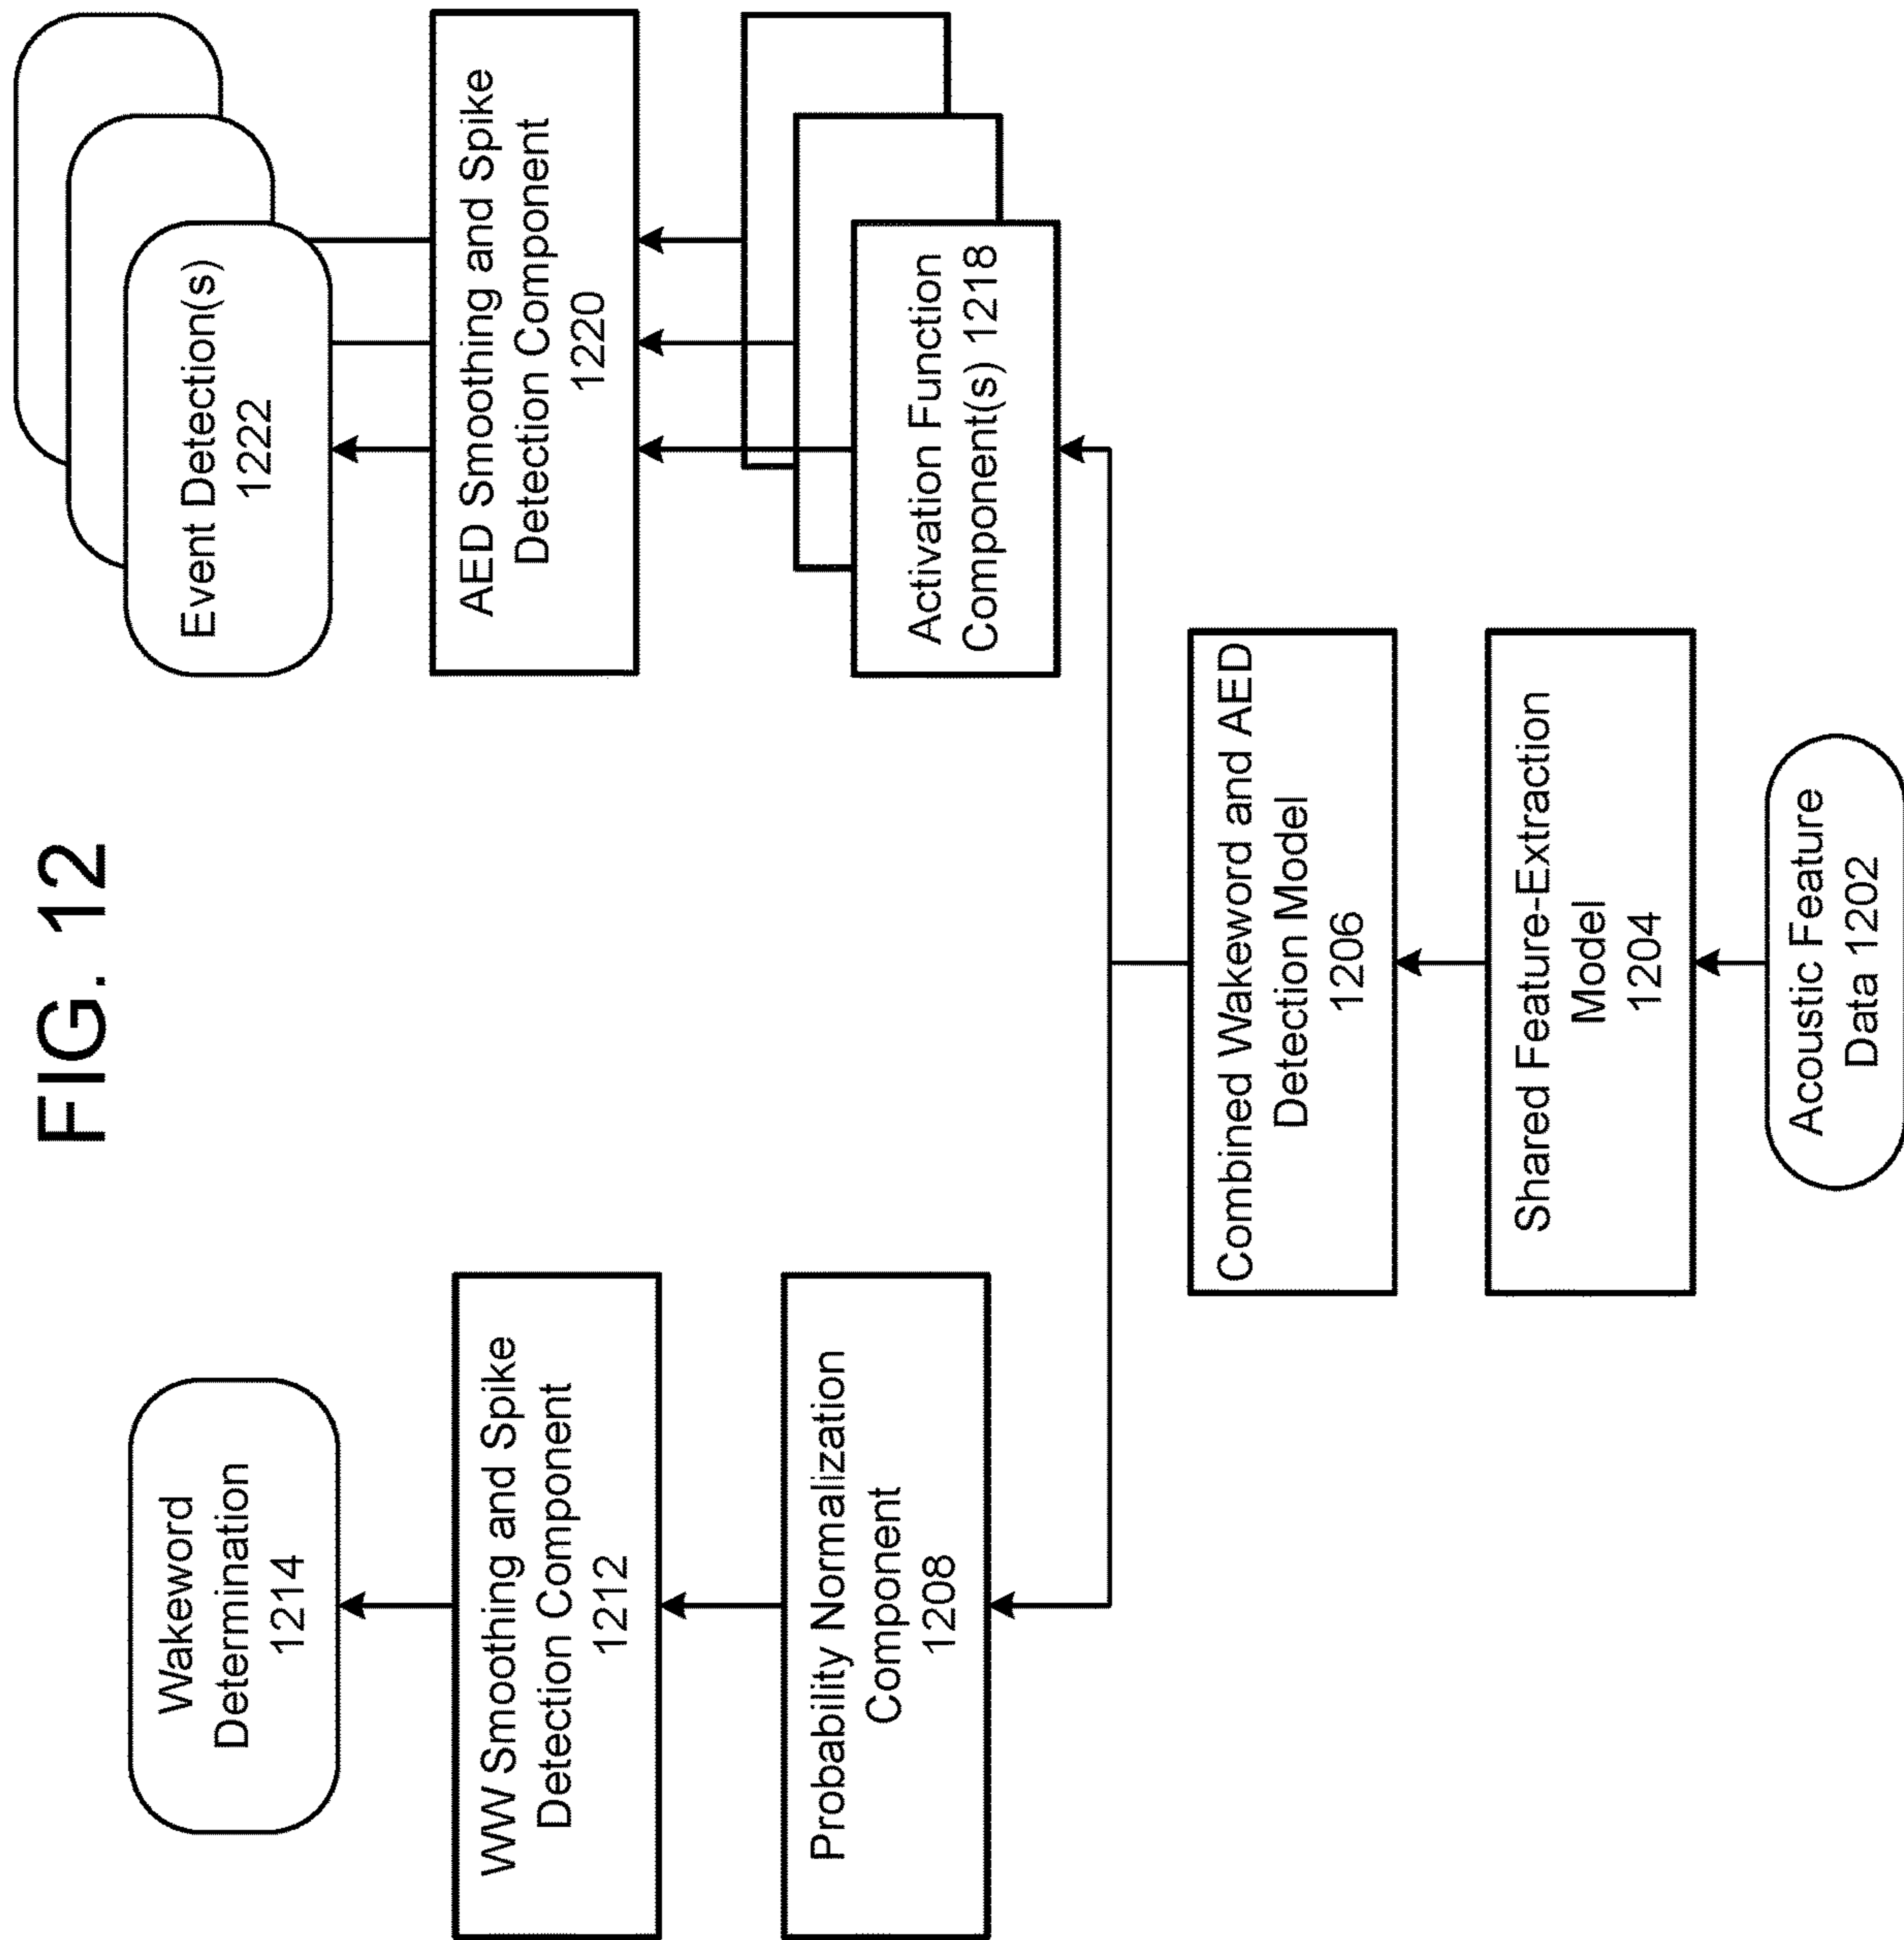 FIG. 12
Wakeword
Determination
1214
WW Smoothing and Spike
Detection Component
1212
Probability Normalization
Component
1208
Event Detection(s)
1222
AED Smoothing and Spike
Detection Component
1220
Activation Function
Component(s) 1218
Combined Wakeword and AED
Detection Model
1206
Shared Feature-Extraction
Model
1204
Acoustic Feature
Data 1202